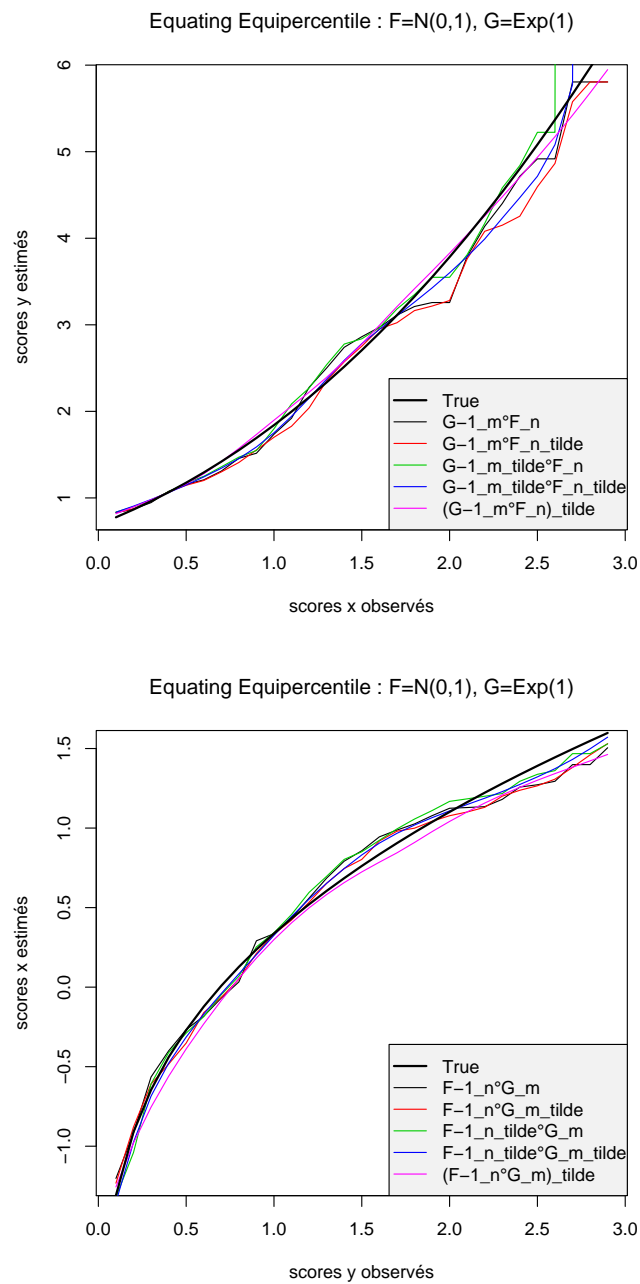 Equating Equipercentile : F=N(0,1), G=Exp(1)
6
5
4
3
2
1
scores y estimés
True
G−1_m°F_n
G−1_m°F_n_tilde
G−1_m_tilde°F_n
G−1_m_tilde°F_n_tilde
(G−1_m°F_n)_tilde
0.0 0.5 1.0 1.5 2.0 2.5 3.0
scores x observés
Equating Equipercentile : F=N(0,1), G=Exp(1)
1.5
1.0
0.5
0.0
−0.5
−1.0
scores x estimés
True
F−1_n°G_m
F−1_n°G_m_tilde
F−1_n_tilde°G_m
F−1_n_tilde°G_m_tilde
(F−1_n°G_m)_tilde
0.0 0.5 1.0 1.5 2.0 2.5 3.0
scores y observés